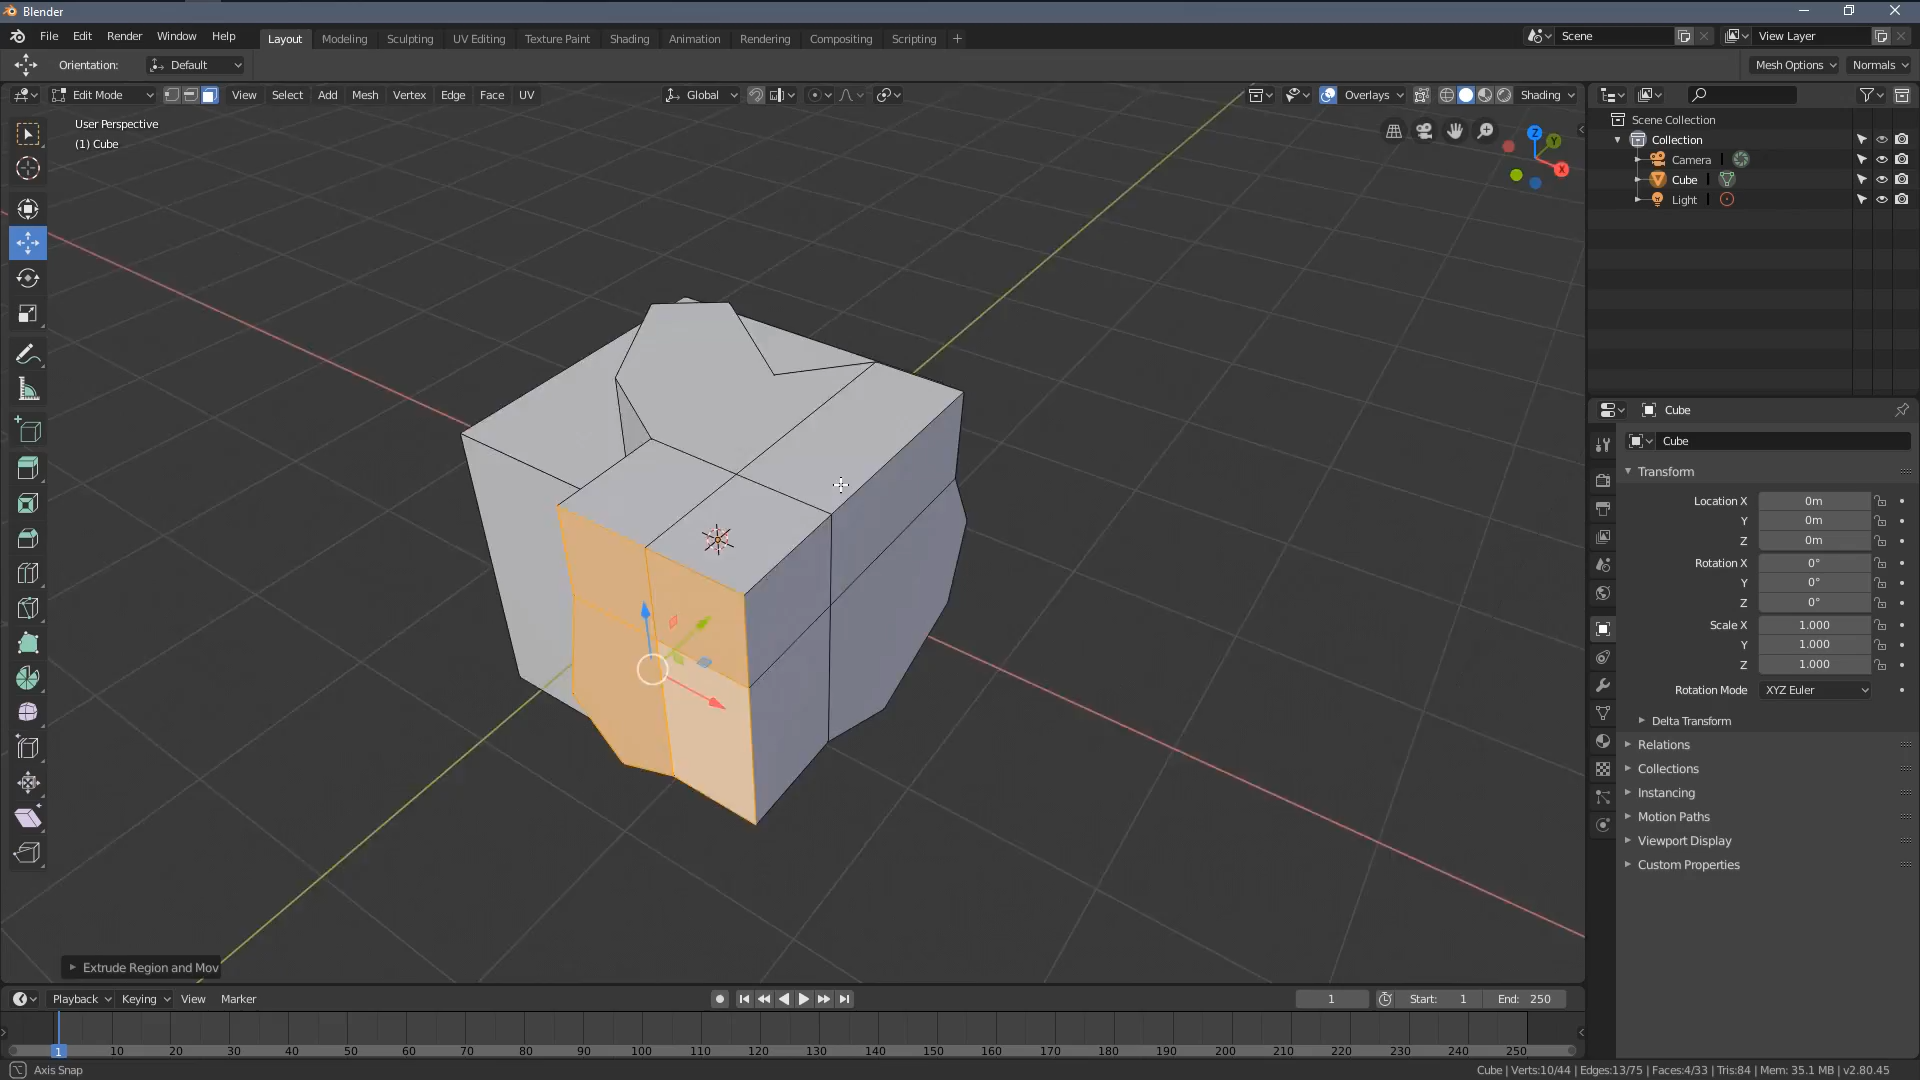 Blender
File Edit Render Window Help
Layout Modeling Sculpting UV Editing Texture Paint Shading Animation Rendering Compositing Scripting +
Scene
View Layer
Orientation: Default
Mesh Options Normals
Edit Mode View Select Add Mesh Vertex Edge Face UV
Global
Overlays Shading
User Perspective
(1) Cube
Z
Y
X
Scene Collection
Collection
Camera
Cube
Light
Cube
Cube
Transform
Location X 0m
Y 0m
Z 0m
Rotation X 0°
Y 0°
Z 0°
Scale X 1.000
Y 1.000
Z 1.000
Rotation Mode XYZ Euler
Delta Transform
Relations
Collections
Instancing
Motion Paths
Viewport Display
Custom Properties
Extrude Region and Mov
Playback Keying View Marker
1 Start: 1 End: 250
1 10 20 30 40 50 60 70 80 90 100 110 120 130 140 150 160 170 180 190 200 210 220 230 240 250
Axis Snap
Cube | Verts:10/44 | Edges:13/75 | Faces:4/33 | Tris:84 | Mem: 35.1 MB | v2.80.45